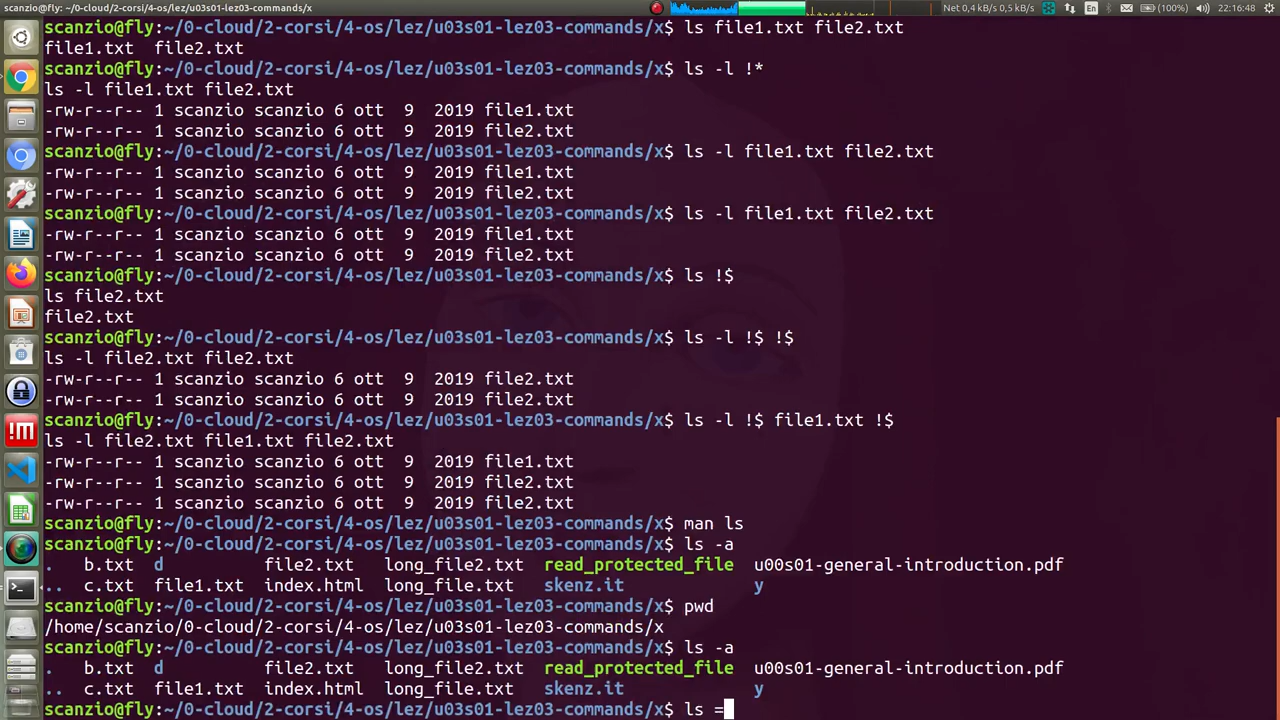 scanzio@fly: ~/0-cloud/2-corsi/4-os/lez/u03s01-lez03-commands/x
Net 0,4 kB/s 0,5 kB/s
En
(100%)
22:16:48
scanzio@fly:~/0-cloud/2-corsi/4-os/lez/u03s01-lez03-commands/x$ ls file1.txt file2.txt
file1.txt  file2.txt
scanzio@fly:~/0-cloud/2-corsi/4-os/lez/u03s01-lez03-commands/x$ ls -l !*
ls -l file1.txt file2.txt
-rw-r--r-- 1 scanzio scanzio 6 ott  9  2019 file1.txt
-rw-r--r-- 1 scanzio scanzio 6 ott  9  2019 file2.txt
scanzio@fly:~/0-cloud/2-corsi/4-os/lez/u03s01-lez03-commands/x$ ls -l file1.txt file2.txt
-rw-r--r-- 1 scanzio scanzio 6 ott  9  2019 file1.txt
-rw-r--r-- 1 scanzio scanzio 6 ott  9  2019 file2.txt
scanzio@fly:~/0-cloud/2-corsi/4-os/lez/u03s01-lez03-commands/x$ ls -l file1.txt file2.txt
-rw-r--r-- 1 scanzio scanzio 6 ott  9  2019 file1.txt
-rw-r--r-- 1 scanzio scanzio 6 ott  9  2019 file2.txt
scanzio@fly:~/0-cloud/2-corsi/4-os/lez/u03s01-lez03-commands/x$ ls !$
ls file2.txt
file2.txt
scanzio@fly:~/0-cloud/2-corsi/4-os/lez/u03s01-lez03-commands/x$ ls -l !$ !$
ls -l file2.txt file2.txt
-rw-r--r-- 1 scanzio scanzio 6 ott  9  2019 file2.txt
-rw-r--r-- 1 scanzio scanzio 6 ott  9  2019 file2.txt
scanzio@fly:~/0-cloud/2-corsi/4-os/lez/u03s01-lez03-commands/x$ ls -l !$ file1.txt !$
ls -l file2.txt file1.txt file2.txt
-rw-r--r-- 1 scanzio scanzio 6 ott  9  2019 file1.txt
-rw-r--r-- 1 scanzio scanzio 6 ott  9  2019 file2.txt
-rw-r--r-- 1 scanzio scanzio 6 ott  9  2019 file2.txt
scanzio@fly:~/0-cloud/2-corsi/4-os/lez/u03s01-lez03-commands/x$ man ls
scanzio@fly:~/0-cloud/2-corsi/4-os/lez/u03s01-lez03-commands/x$ ls -a
.   b.txt  d          file2.txt   long_file2.txt  read_protected_file  u00s01-general-introduction.pdf
..  c.txt  file1.txt  index.html  long_file.txt   skenz.it             y
scanzio@fly:~/0-cloud/2-corsi/4-os/lez/u03s01-lez03-commands/x$ pwd
/home/scanzio/0-cloud/2-corsi/4-os/lez/u03s01-lez03-commands/x
scanzio@fly:~/0-cloud/2-corsi/4-os/lez/u03s01-lez03-commands/x$ ls -a
.   b.txt  d          file2.txt   long_file2.txt  read_protected_file  u00s01-general-introduction.pdf
..  c.txt  file1.txt  index.html  long_file.txt   skenz.it             y
scanzio@fly:~/0-cloud/2-corsi/4-os/lez/u03s01-lez03-commands/x$ ls =
!M